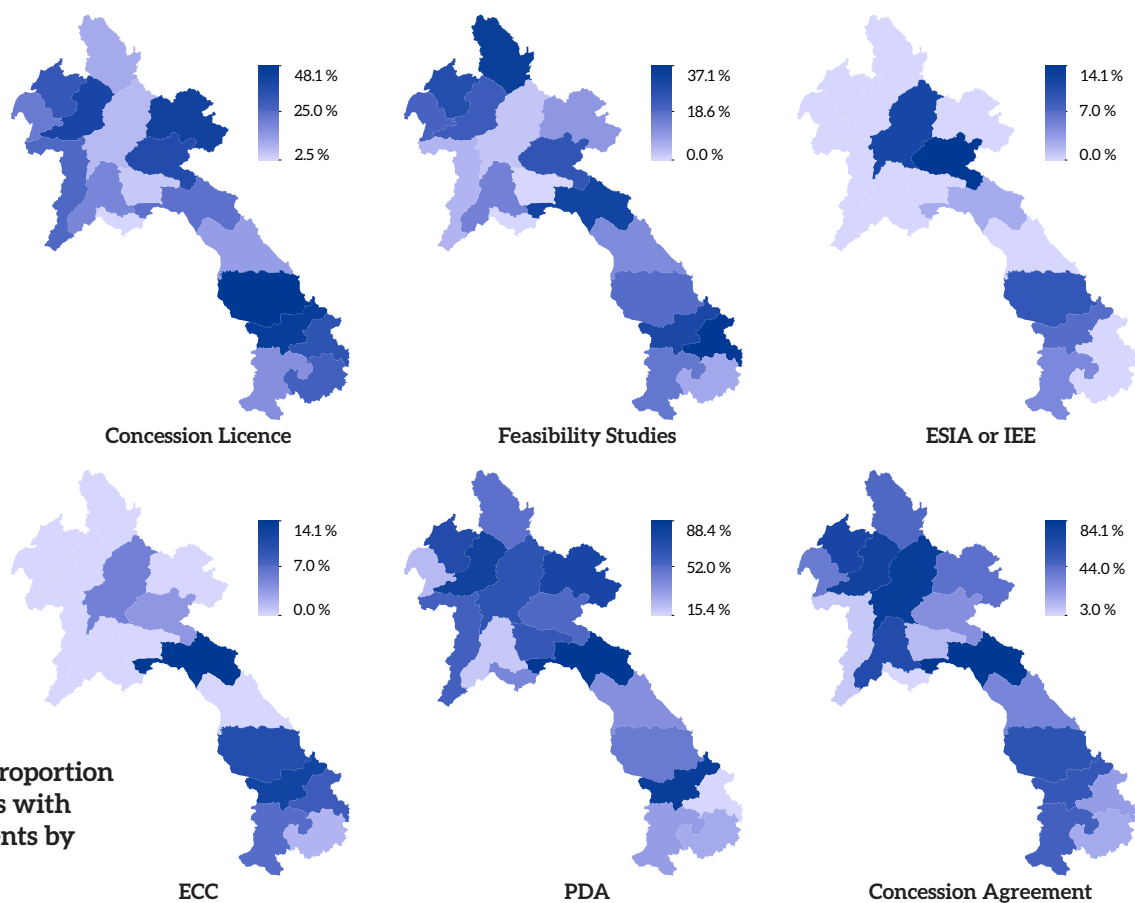 48.1 %
25.0 %
2.5 %
Concession Licence
37.1 %
18.6 %
0.0 %
Feasibility Studies
14.1 %
7.0 %
0.0 %
ESIA or IEE
14.1 %
7.0 %
0.0 %
ECC
88.4 %
52.0 %
15.4 %
PDA
84.1 %
44.0 %
3.0 %
Concession Agreement
with
by